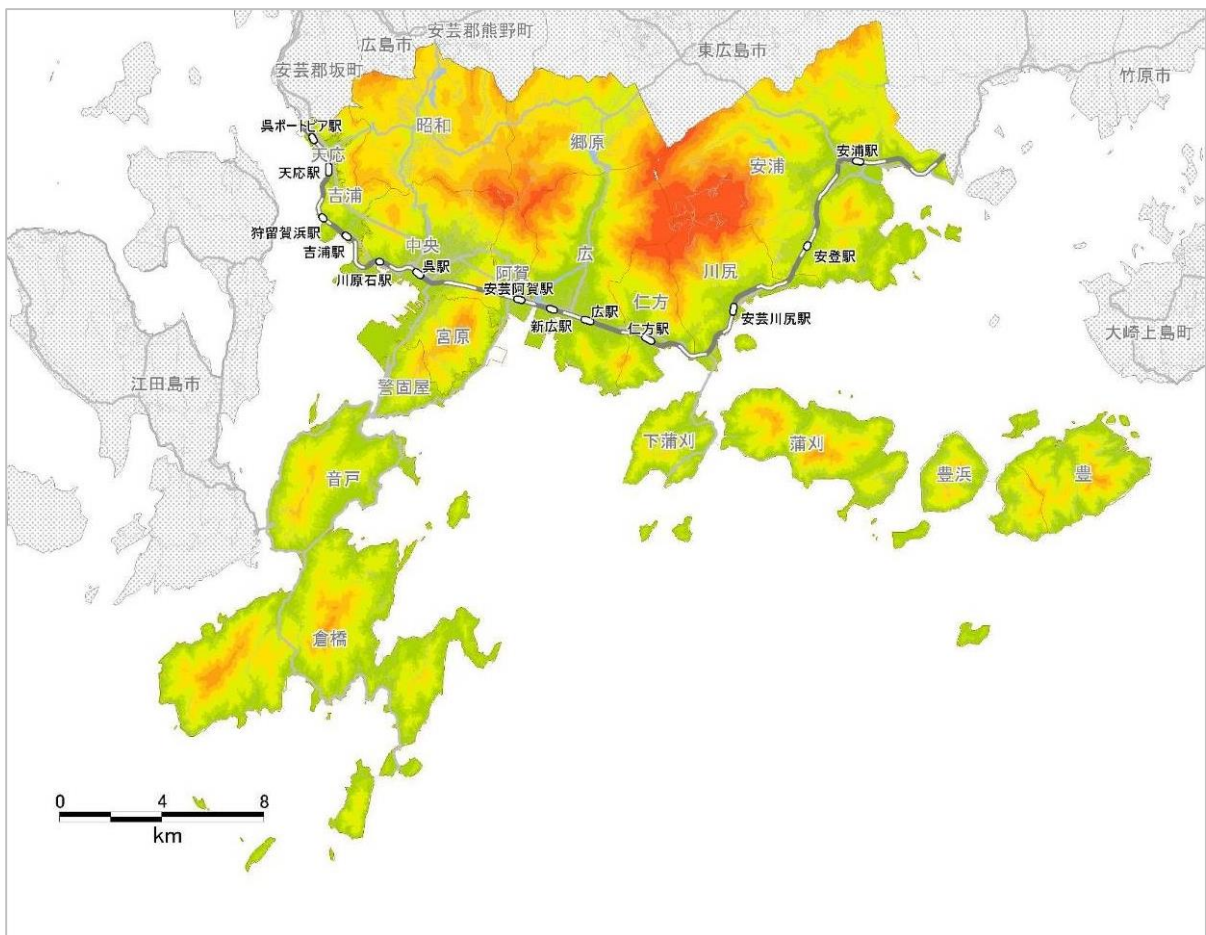 安芸郡熊野町
広島市
東広島市
安芸郡坂町
竹原市
呉ポートピア駅
昭和
郷原
天応
安浦
安浦駅
天応駅
吉浦
狩留賀浜駅
中央
広
安登駅
吉浦駅
川原石駅
呉駅
阿賀
川尻
安芸阿賀駅
仁方
新広駅
広駅
仁方駅
安芸川尻駅
大崎上島町
宮原
江田島市
警固屋
下蒲刈
蒲刈
音戸
豊浜
豊
倉橋
0 4 8
km